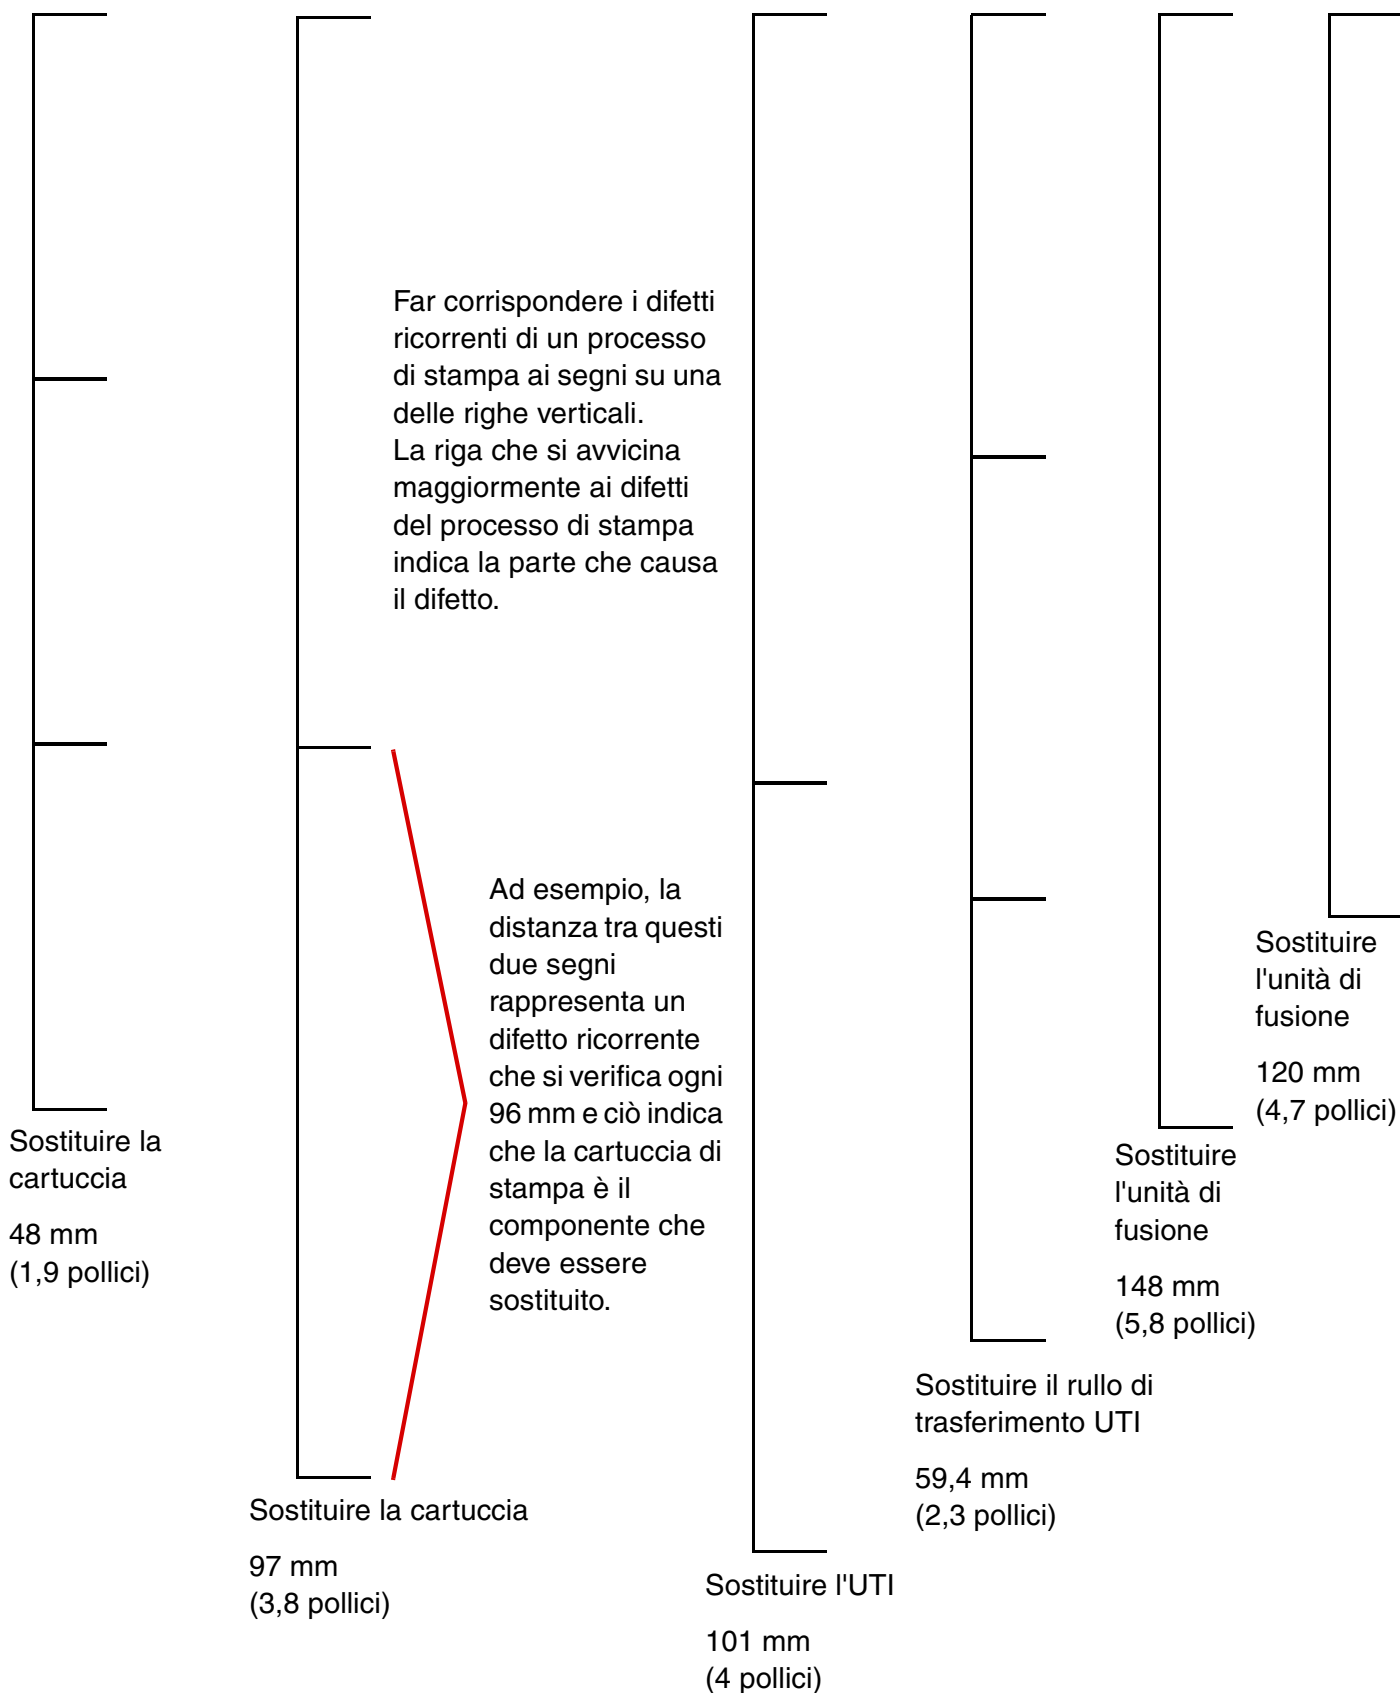 Far corrispondere i difetti
ricorrenti di un processo
di stampa ai segni su una
delle righe verticali.
La riga che si avvicina
maggiormente ai difetti
del processo di stampa
indica la parte che causa
il difetto.
Ad esempio, la
distanza tra questi
due segni
rappresenta un
difetto ricorrente
che si verifica ogni
96 mm e ciò indica
che la cartuccia di
stampa è il
componente che
deve essere
sostituito.
Sostituire la
cartuccia
48 mm
(1,9 pollici)
Sostituire la cartuccia
97 mm
(3,8 pollici)
Sostituire l'UTI
101 mm
(4 pollici)
Sostituire il rullo di
trasferimento UTI
59,4 mm
(2,3 pollici)
Sostituire
l'unità di
fusione
148 mm
(5,8 pollici)
Sostituire
l'unità di
fusione
120 mm
(4,7 pollici)